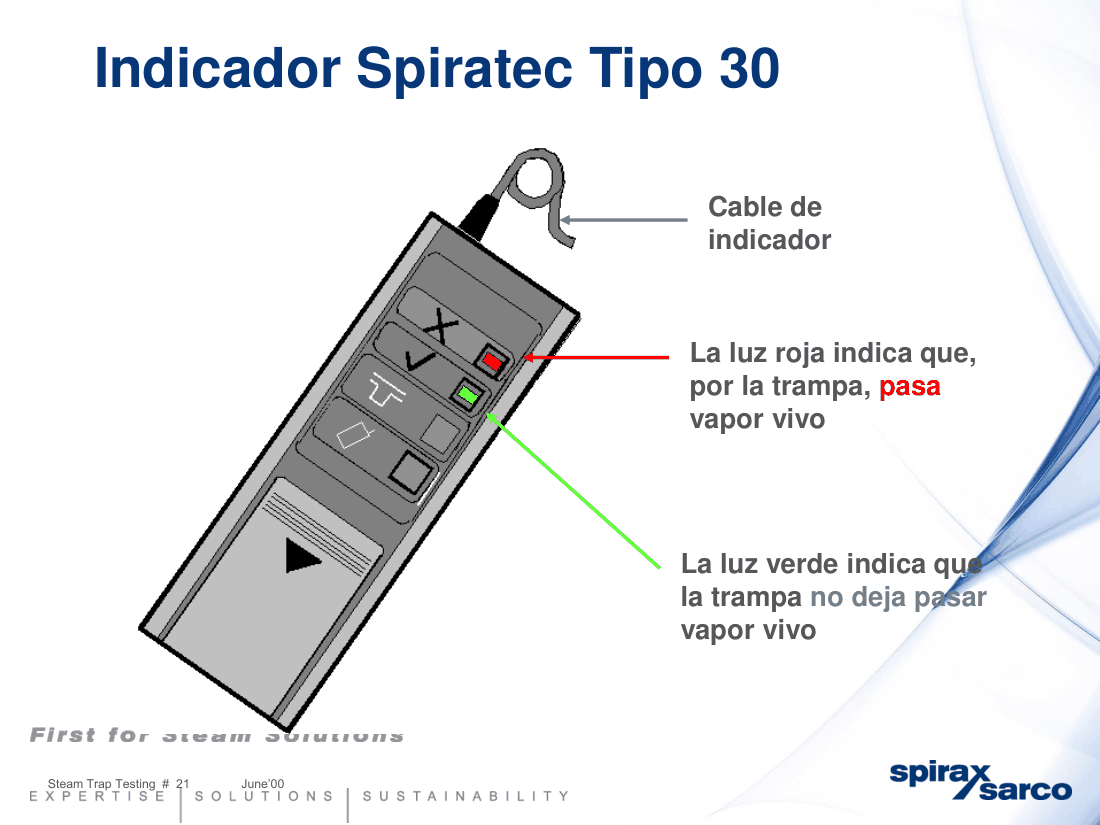 Indicador Spiratec Tipo 30
Cable de
indicador
La luz roja indica que,
por la trampa, pasa
vapor vivo
La luz verde indica que
la trampa no deja pasar
vapor vivo
First for Steam Solutions
Steam Trap Testing # 21 June'00
EXPERTISE SOLUTIONS SUSTAINABILITY
spirax
sarco